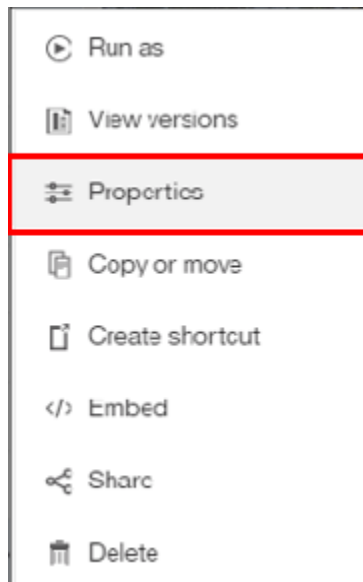 Run as
View versions
Properties
Copy or move
Create shortcut
Embed
Share
Delete